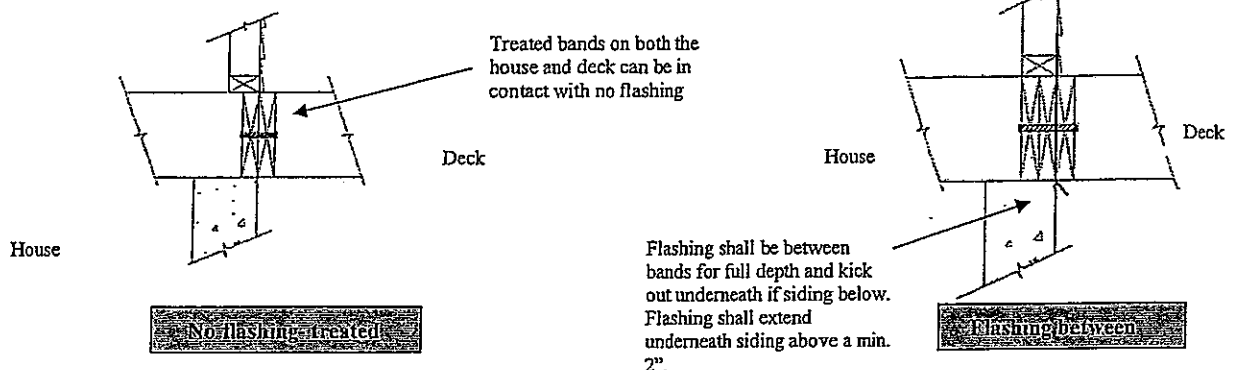 Treated bands on both the
house and deck can be in
contact with no flashing
Deck
House
No flashing-treated
House
Deck
Flashing shall be between
bands for full depth and kick
out underneath if siding below.
Flashing shall extend
underneath siding above a min.
2".
Flashing between